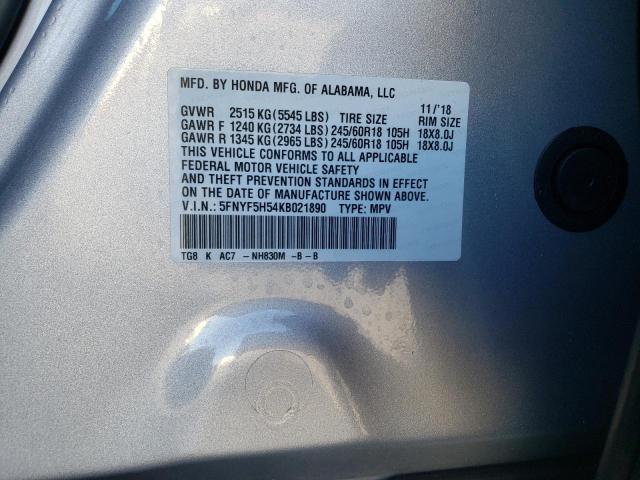 MFD. BY HONDA MFG. OF ALABAMA, LLC
11/'18
GVWR 2515 KG (5545 LBS) TIRE SIZE RIM SIZE
GAWR F 1240 KG (2734 LBS) 245/60R18 105H 18X8.0J
GAWR R 1345 KG (2965 LBS) 245/60R18 105H 18X8.0J
THIS VEHICLE CONFORMS TO ALL APPLICABLE
FEDERAL MOTOR VEHICLE SAFETY
AND THEFT PREVENTION STANDARDS IN EFFECT
ON THE DATE OF MANUFACTURE SHOWN ABOVE.
V.I.N.: 5FNYF5H54KB021890 TYPE: MPV
TG8 K AC7 - NH830M - B - B